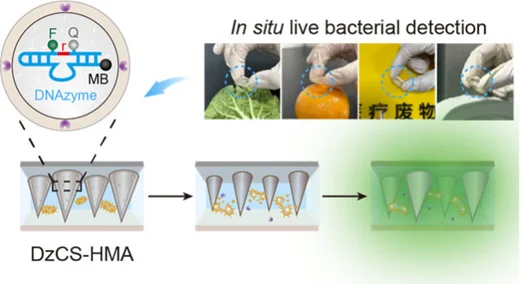 In situ live bacterial detection
F Q
r
MB
DNAzyme
疗废物
DzCS-HMA